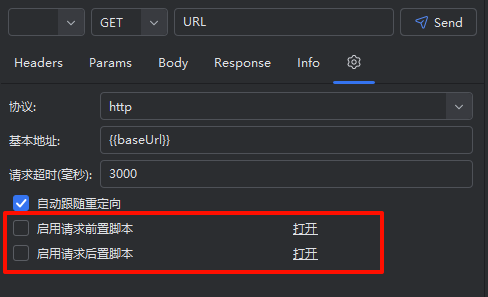 GET URL Send
Headers Params Body Response Info
协议: http
基本地址: {{baseUrl}}
请求超时(毫秒): 3000
自动跟随重定向
启用请求前置脚本 打开
启用请求后置脚本 打开